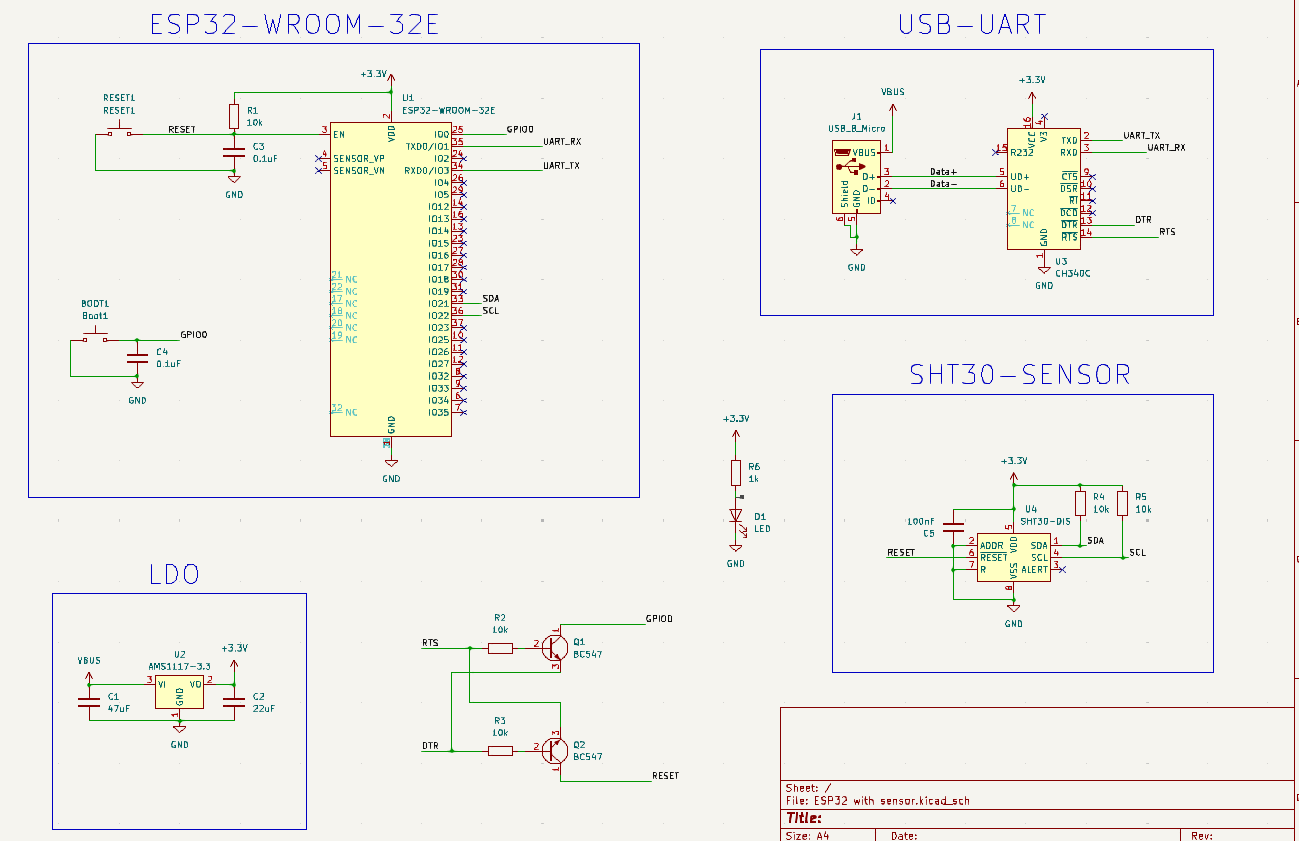 ESP32-WROOM-32E
RESET1
RESET1
RESET
R1
10k
C3
0.1uF
GND
+3.3V
U1
ESP32-WROOM-32E
3
EN
4
SENSOR_VP
5
SENSOR_VN
2
VDD
IO0
25
GPIO0
TXD0/IO1
35
UART_RX
IO2
24
RXD0/IO3
34
UART_TX
IO4
26
IO5
29
IO12
14
IO13
16
IO14
13
IO15
23
IO16
27
IO17
28
IO18
30
IO19
31
IO21
33
SDA
IO22
36
SCL
IO23
37
IO25
10
IO26
11
IO27
12
IO32
8
IO33
9
IO34
6
IO35
7
21
NC
22
NC
17
NC
18
NC
20
NC
19
NC
32
NC
GND
GND
BOOT1
Boot1
GPIO0
C4
0.1uF
GND
USB-UART
VBUS
J1
USB_B_Micro
VBUS
1
D+
3
D-
2
ID
4
Shield
GND
6
5
GND
Data+
Data-
+3.3V
16
VCC
4
V3
15
R232
5
UD+
6
UD-
7
NC
8
NC
TXD
2
UART_TX
RXD
3
UART_RX
CTS
9
DSR
10
RI
11
DCD
12
DTR
13
DTR
RTS
14
RTS
GND
1
U3
CH340C
GND
SHT30-SENSOR
+3.3V
R4
10k
R5
10k
100nF
C5
U4
SHT30-DIS
5
VDD
2
ADDR
6
RESET
7
R
RESET
SDA
1
SDA
SCL
4
SCL
ALERT
3
VSS
8
GND
+3.3V
R6
1k
D1
LED
GND
LDO
VBUS
C1
47uF
U2
AMS1117-3.3
3
VI
VO
2
GND
1
+3.3V
C2
22uF
GND
RTS
R2
10k
2
1
3
Q1
BC547
GPIO0
DTR
R3
10k
2
3
1
Q2
BC547
RESET
Sheet: /
File: ESP32 with sensor.kicad_sch
Title:
Size: A4
Date:
Rev: